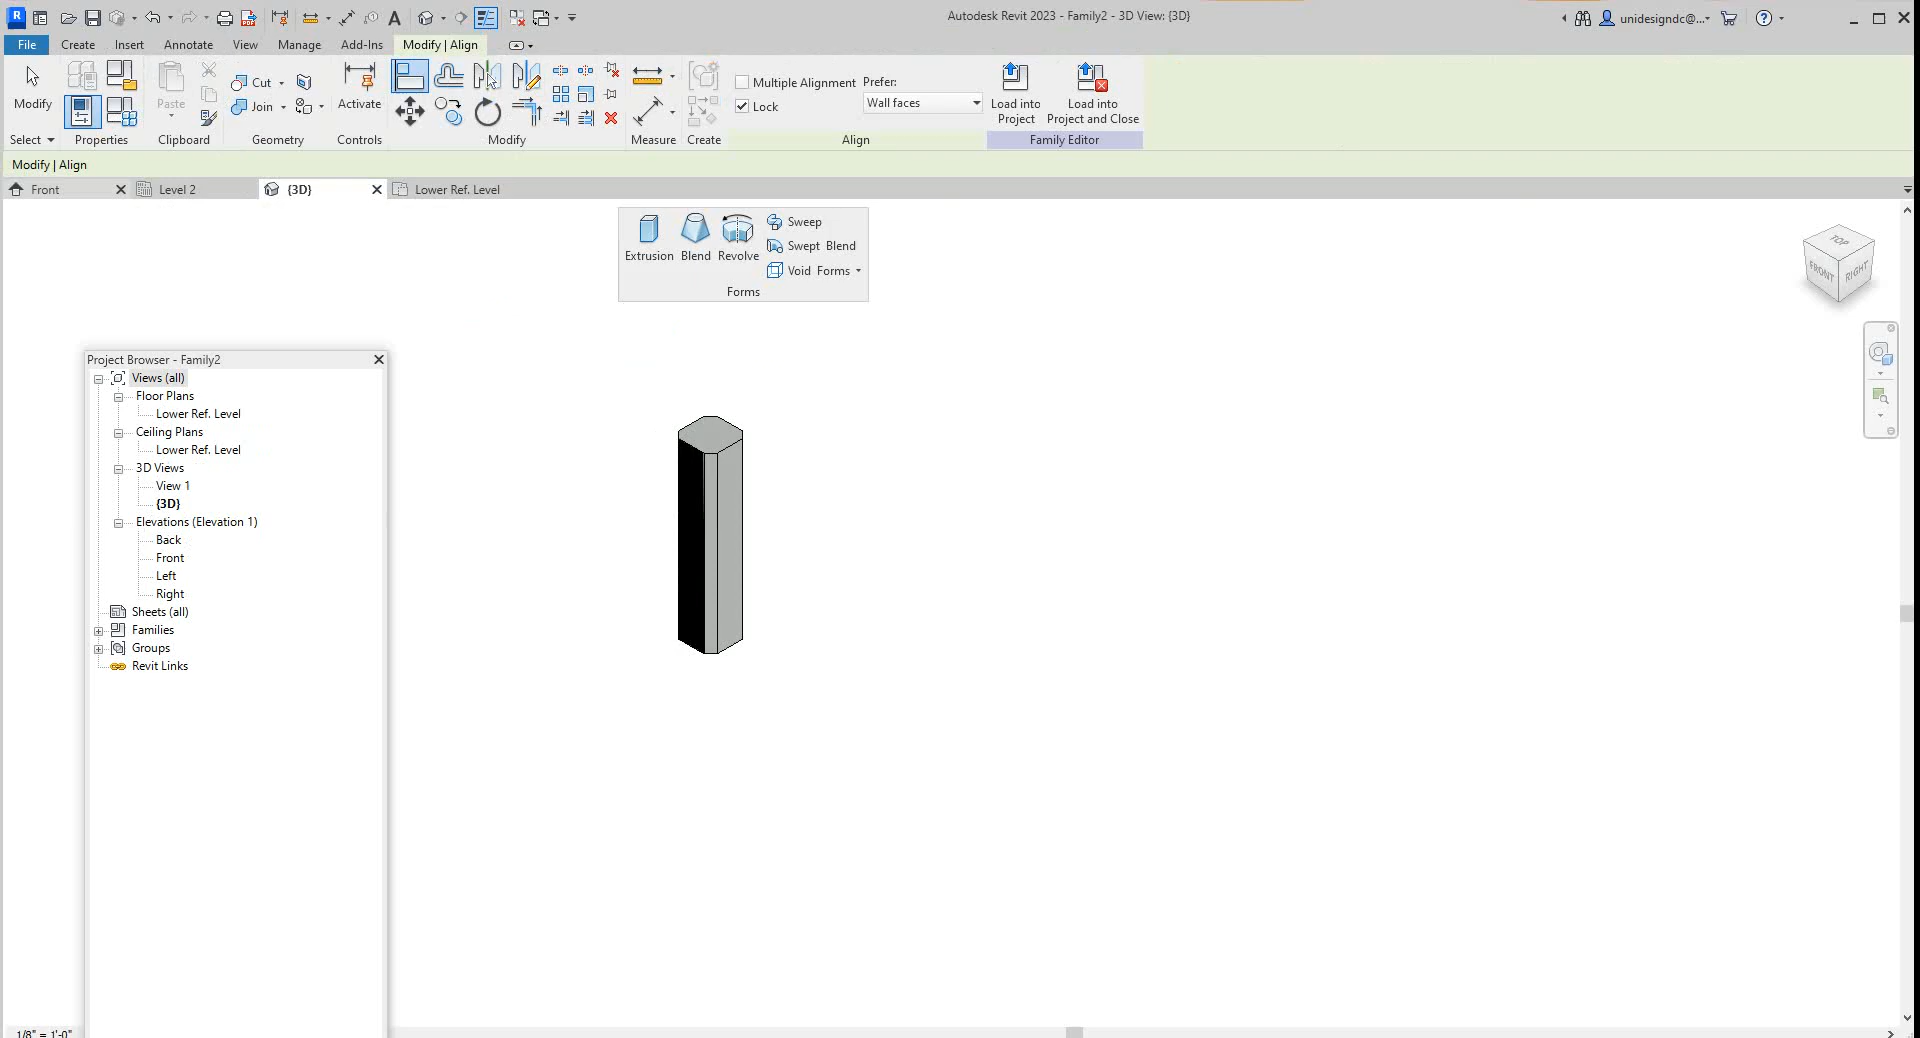 R
A
Autodesk Revit 2023 - Family2 - 3D View: {3D}
unidesigndc@...
?
File
Create
Insert
Annotate
View
Manage
Add-Ins
Modify | Align
Modify
Paste
Cut
Join
Activate
Multiple Alignment
Prefer:
Lock
Wall faces
Load into
Project
Load into
Project and Close
Select
Properties
Clipboard
Geometry
Controls
Modify
Measure
Create
Align
Family Editor
Modify | Align
Front
Level 2
{3D}
Lower Ref. Level
Extrusion
Blend
Revolve
Sweep
Swept Blend
Void Forms
Forms
TOP
FRONT
RIGHT
Project Browser - Family2
Views (all)
Floor Plans
Lower Ref. Level
Ceiling Plans
Lower Ref. Level
3D Views
View 1
{3D}
Elevations (Elevation 1)
Back
Front
Left
Right
Sheets (all)
Families
Groups
Revit Links
1/8" = 1'-0"